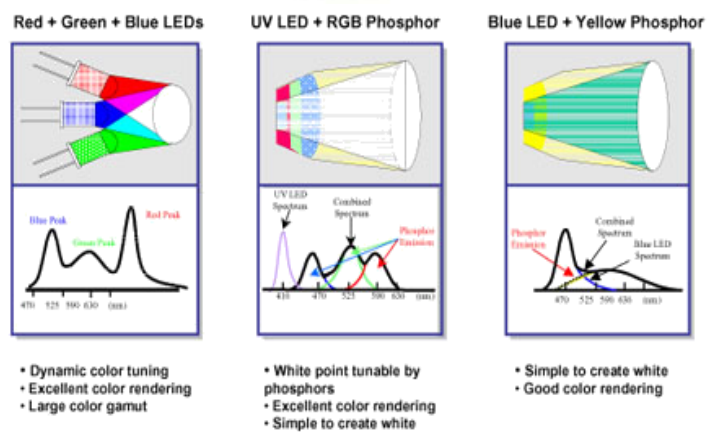 Red + Green + Blue LEDs
UV LED + RGB Phosphor
Blue LED + Yellow Phosphor
Blue Peak
Green Peak
Red Peak
470 525 590 630 (nm)
UV LED
Spectrum
Combined
Spectrum
Phosphor
Emission
410 470 525 590 630 (nm)
Phosphor
Emission
Combined
Spectrum
Blue LED
Spectrum
470 525 590 630 (nm)
• Dynamic color tuning
• Excellent color rendering
• Large color gamut
• White point tunable by
phosphors
• Excellent color rendering
• Simple to create white
• Simple to create white
• Good color rendering